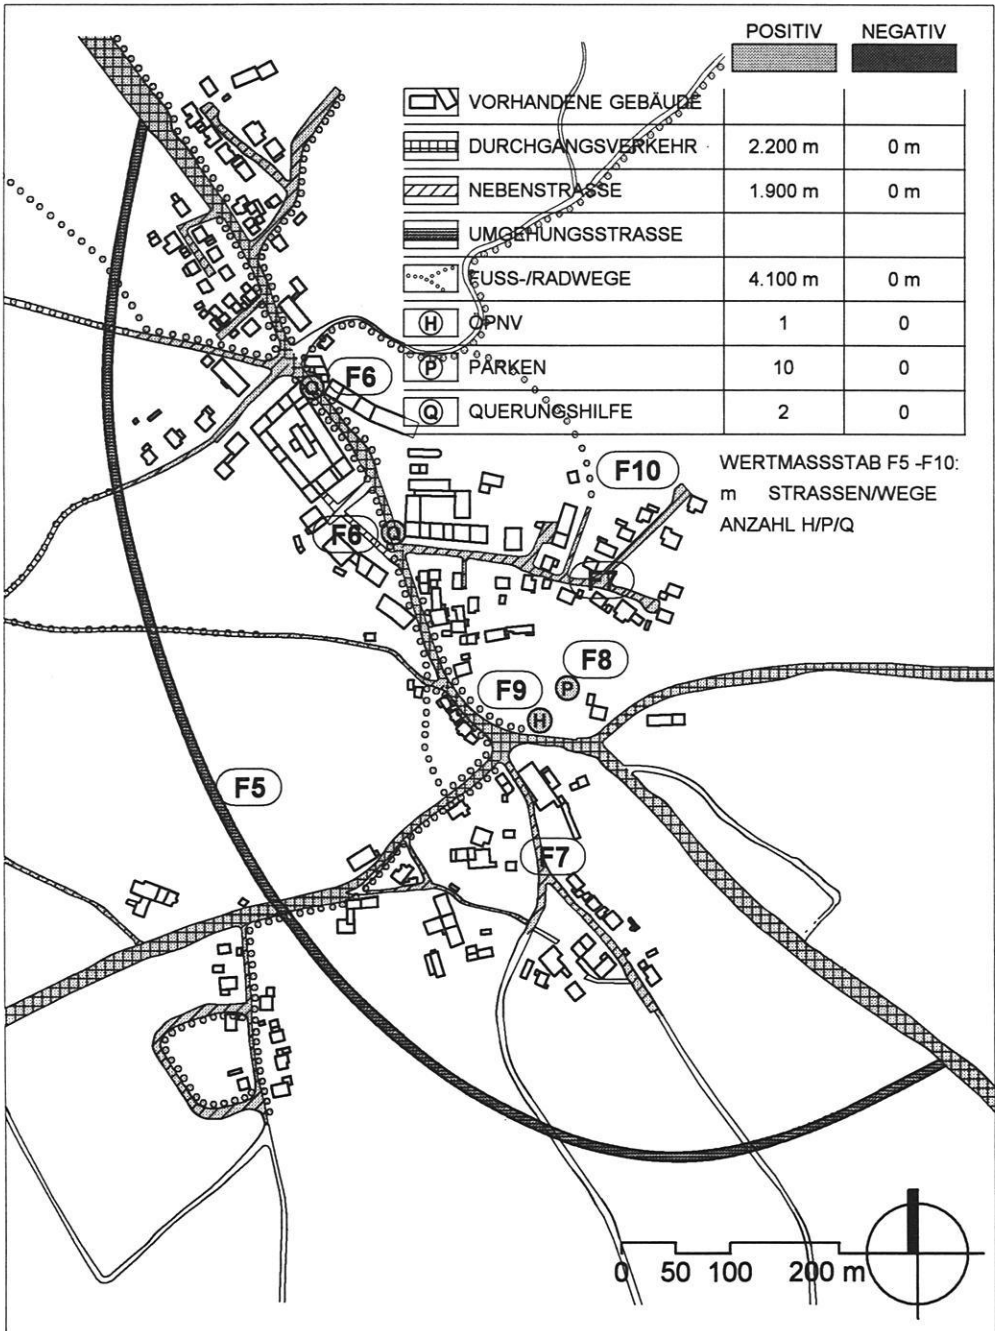 POSITIV NEGATIV
VORHANDENE GEBÄUDE
DURCHGANGSVERKEHR 2.200 m 0 m
NEBENSTRASSE 1.900 m 0 m
UMGEHUNGSSTRASSE
FUSS-/RADWEGE 4.100 m 0 m
H ÖPNV 1 0
P PARKEN 10 0
Q QUERUNGSHILFE 2 0
WERTMASSSTAB F5 -F10:
m STRASSEN/WEGE
ANZAHL H/P/Q
Q F6
F10
F6 Q
F7
F8
F9 P
H
F5
F7
0 50 100 200 m